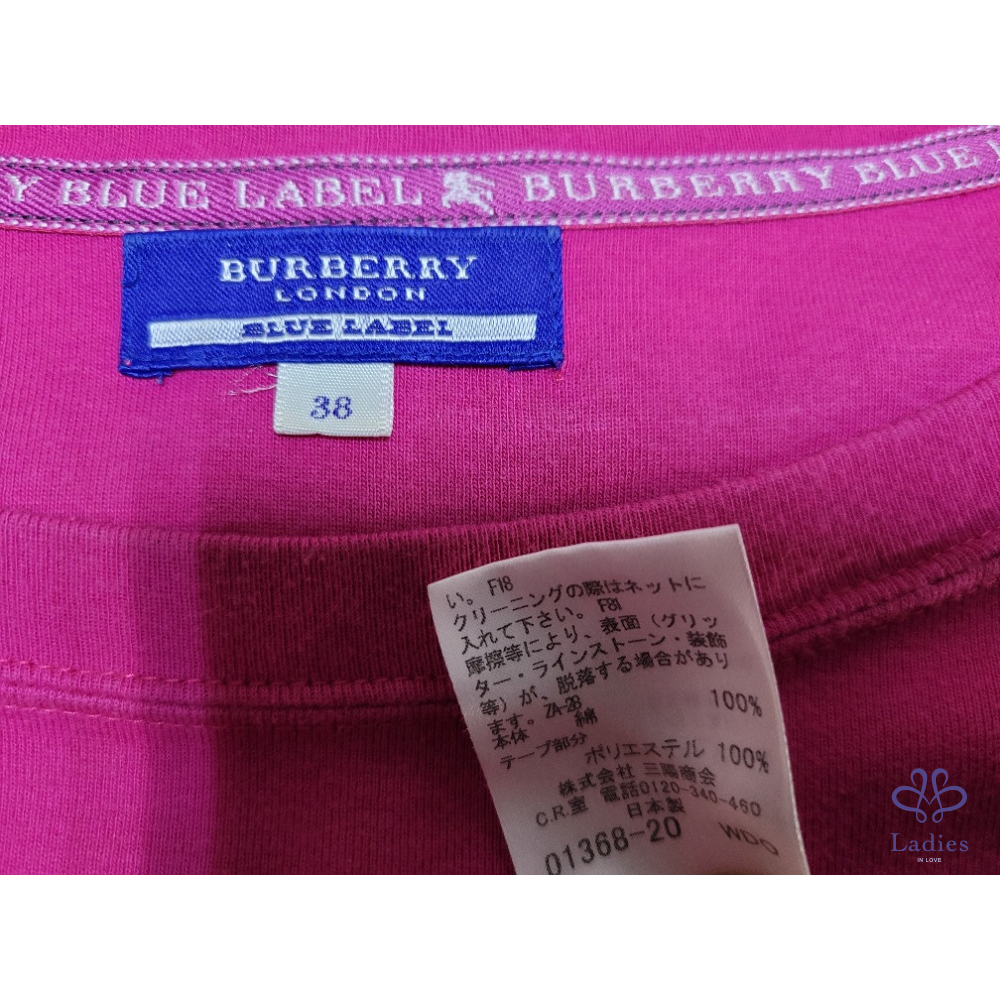 Y BLUE LABEL BURBERRY BLUE
BURBERRY
LONDON
BLUE LABEL
38
い。F18
クリーニングの際はネットに
入れて下さい。F81
摩擦等により、表面（グリッ
ター・ラインストーン・装飾
等）が、脱落する場合があり
ます。ZA-2B
本体 綿 100%
テープ部分
ポリエステル 100%
株式会社 三陽商会
C.R.室 電話0120-340-460
日本製
01368-20 WDO
Ladies
IN LOVE